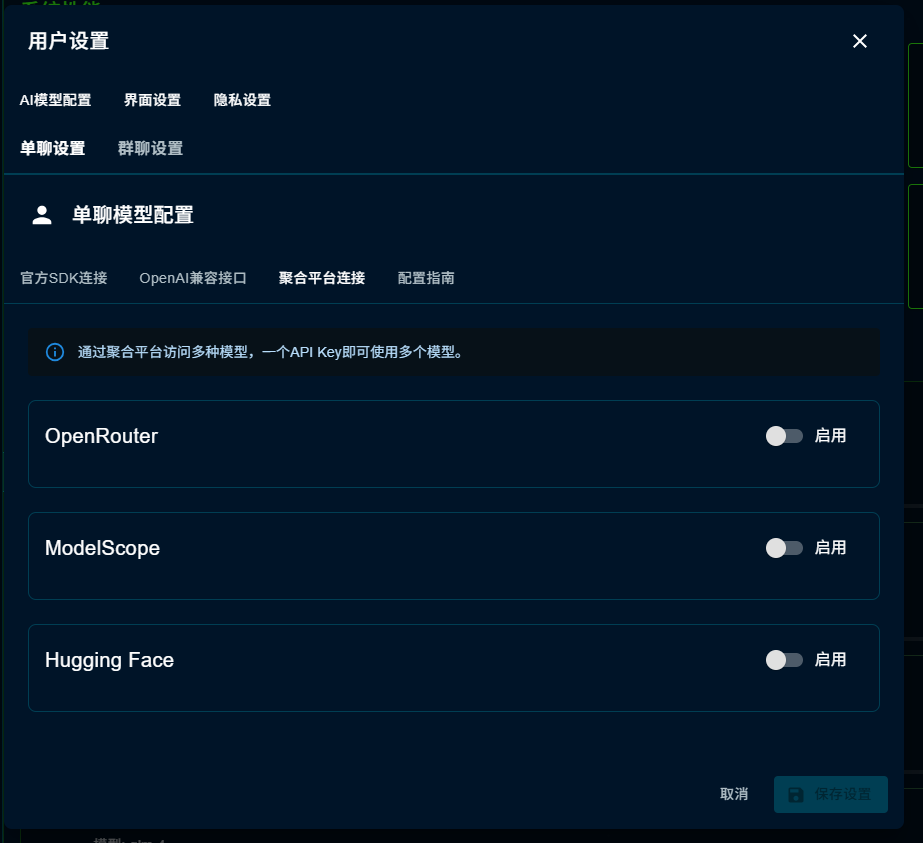 用户设置
AI模型配置 界面设置 隐私设置
单聊设置 群聊设置
单聊模型配置
官方SDK连接 OpenAI兼容接口 聚合平台连接 配置指南
通过聚合平台访问多种模型，一个API Key即可使用多个模型。
OpenRouter 启用
ModelScope 启用
Hugging Face 启用
取消 保存设置